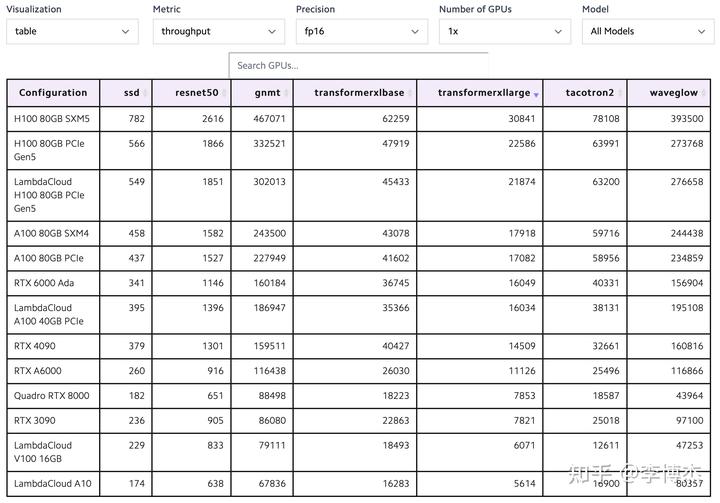 Visualization Metric Precision Number of GPUs Model
table throughput fp16 1x All Models
Search GPUs...
Configuration ssd resnet50 gnmt transformerxlbase transformerxllarge tacotron2 waveglow
H100 80GB SXM5 782 2616 467071 62259 30841 78108 393500
H100 80GB PCIe 566 1866 332521 47919 22586 63991 273768
Gen5
LambdaCloud 549 1851 302013 45433 21874 63200 276658
H100 80GB PCIe
Gen5
A100 80GB SXM4 458 1582 243500 43078 17918 59716 244438
A100 80GB PCIe 437 1527 227949 41602 17082 58956 234859
RTX 6000 Ada 341 1146 160184 36745 16049 40331 156904
LambdaCloud 395 1396 186947 35366 16034 38131 195108
A100 40GB PCIe
RTX 4090 379 1301 159511 40427 14509 32661 160816
RTX A6000 260 916 116438 26030 11126 25496 116866
Quadro RTX 8000 182 651 88498 18223 7853 18587 43964
RTX 3090 236 905 86080 22863 7821 25018 97100
LambdaCloud 229 833 79111 18493 6071 12611 47253
V100 16GB
知乎 @李博杰
LambdaCloud A10 174 638 67836 16283 5614 16900 80357